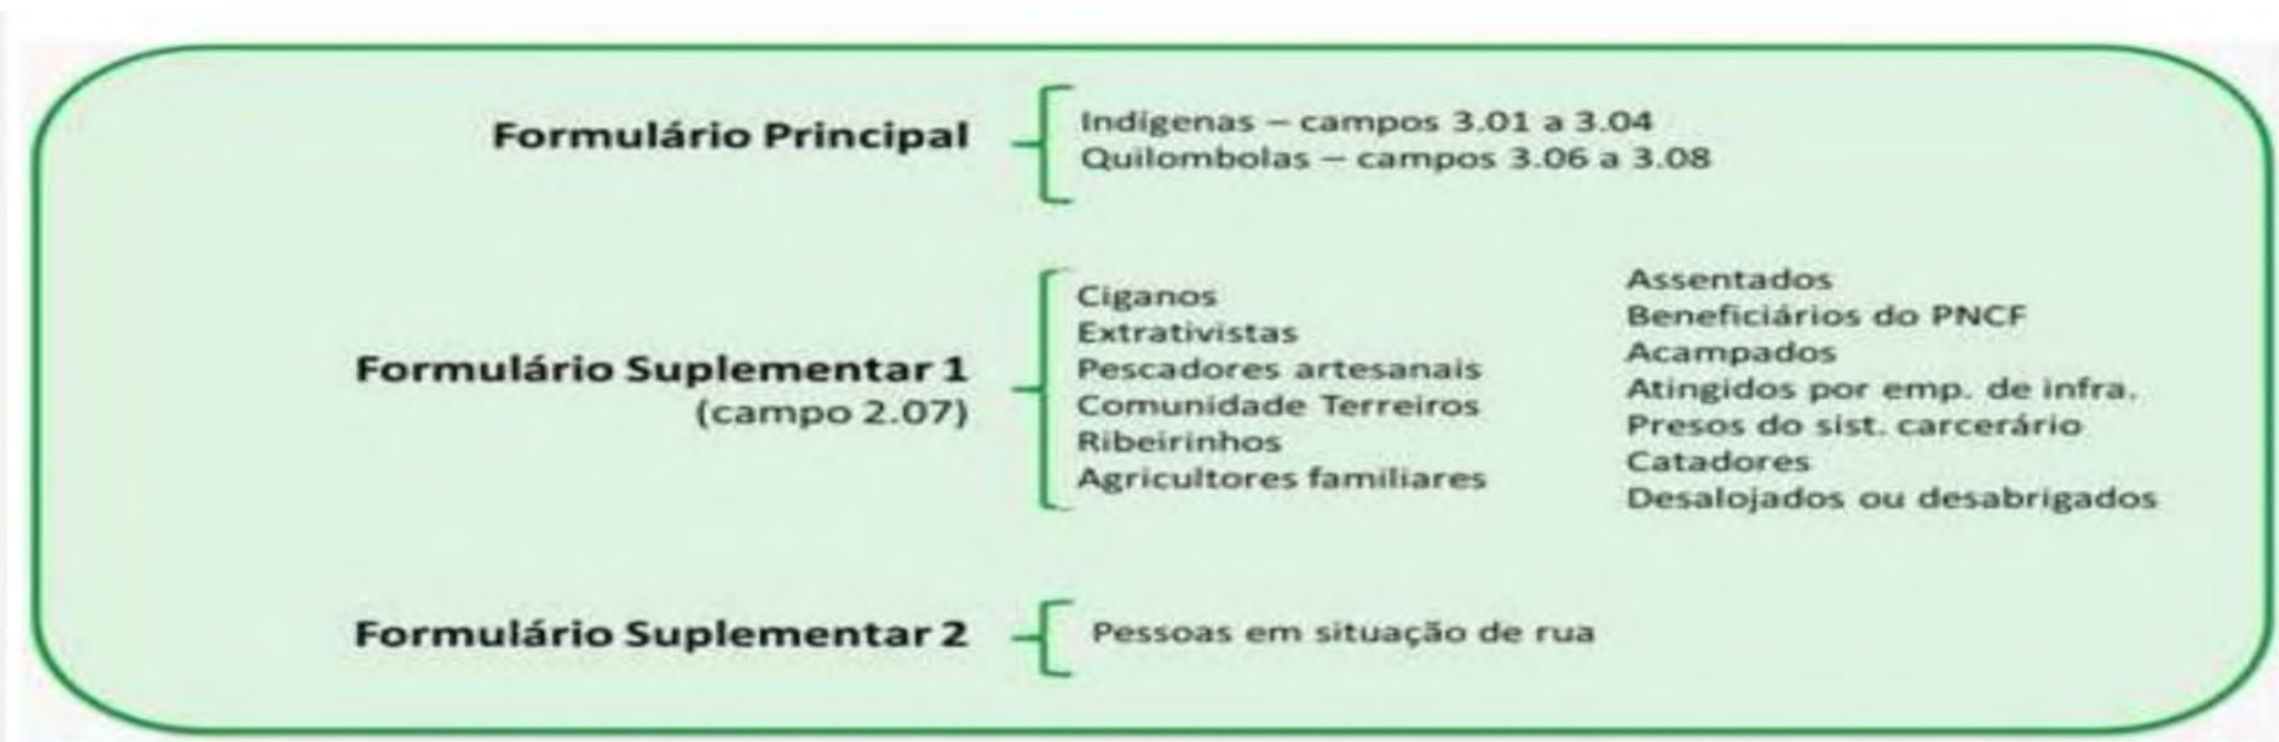 Formulário Principal
Indígenas – campos 3.01 a 3.04
Quilombolas – campos 3.06 a 3.08
Formulário Suplementar 1
(campo 2.07)
Ciganos
Extrativistas
Pescadores artesanais
Comunidade Terreiros
Ribeirinhos
Agricultores familiares
Assentados
Beneficiários do PNCF
Acampados
Atingidos por emp. de infra.
Presos do sist. carcerário
Catadores
Desalojados ou desabrigados
Formulário Suplementar 2
Pessoas em situação de rua